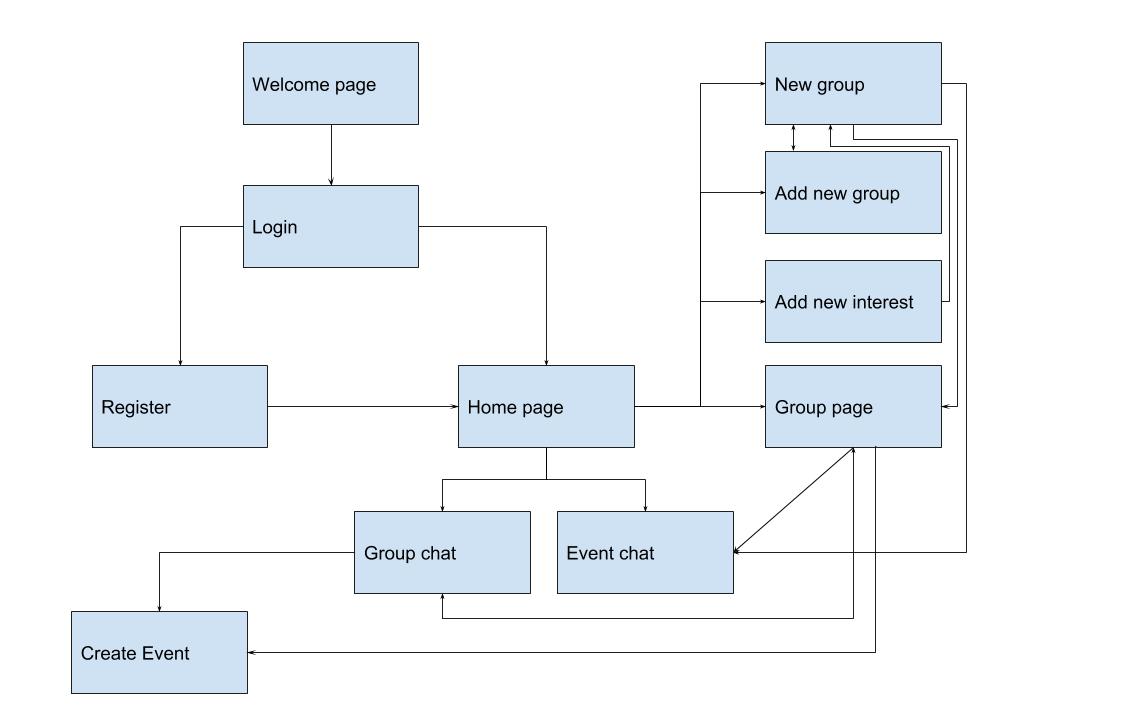 Welcome page
New group
Add new group
Login
Add new interest
Register
Home page
Group page
Group chat
Event chat
Create Event